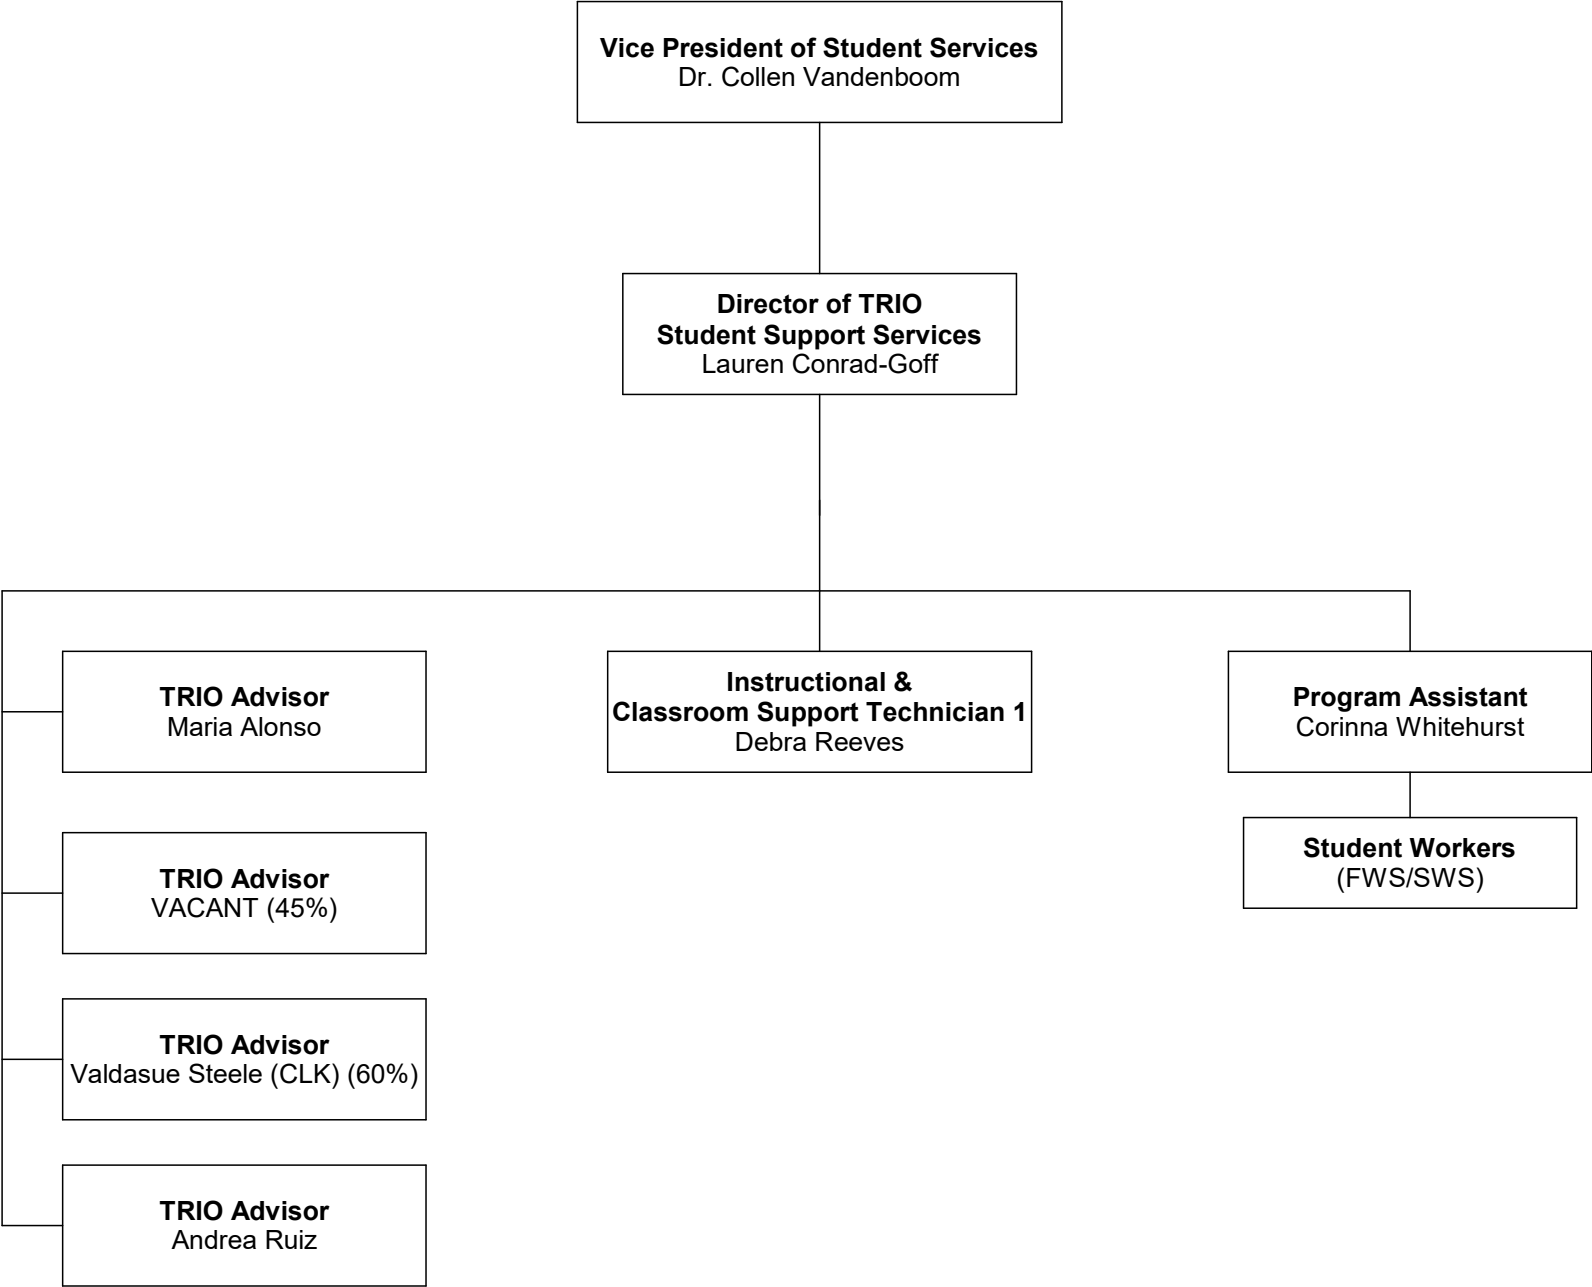 Vice President of Student Services
Dr. Collen Vandenboom
Director of TRIO
Student Support Services
Lauren Conrad-Goff
TRIO Advisor
Maria Alonso
Instructional &
Classroom Support Technician 1
Debra Reeves
Program Assistant
Corinna Whitehurst
TRIO Advisor
VACANT (45%)
Student Workers
(FWS/SWS)
TRIO Advisor
Valdasue Steele (CLK) (60%)
TRIO Advisor
Andrea Ruiz